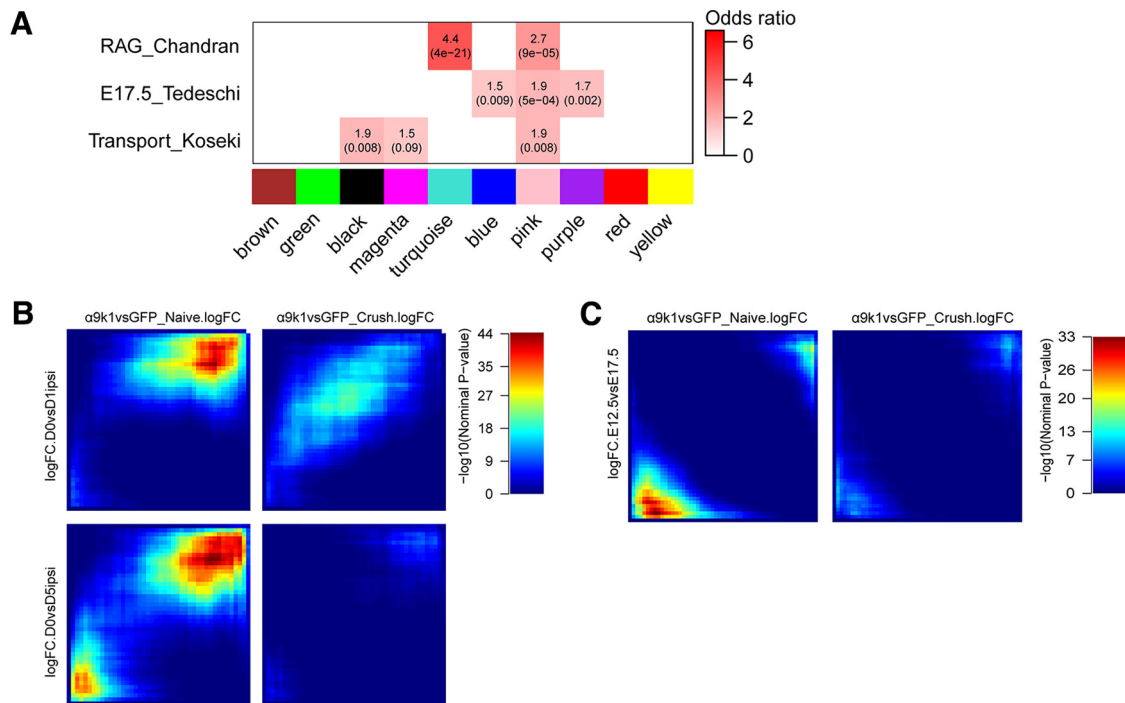 A
Odds ratio
RAG_Chandran
4.4
(4e−21)
2.7
(9e−05)
E17.5_Tedeschi
1.5
(0.009)
1.9
(5e−04)
1.7
(0.002)
Transport_Koseki
1.9
(0.008)
1.5
(0.09)
1.9
(0.008)
6
4
2
0
brown
green
black
magenta
turquoise
blue
pink
purple
red
yellow
B
α9k1vsGFP_Naive.logFC
α9k1vsGFP_Crush.logFC
logFC.D0vsD1ipsi
44
35
27
18
9
0
−log10(Nominal P-value)
logFC.D0vsD5ipsi
C
α9k1vsGFP_Naive.logFC
α9k1vsGFP_Crush.logFC
logFC.E12.5vsE17.5
33
26
20
13
7
0
−log10(Nominal P-value)